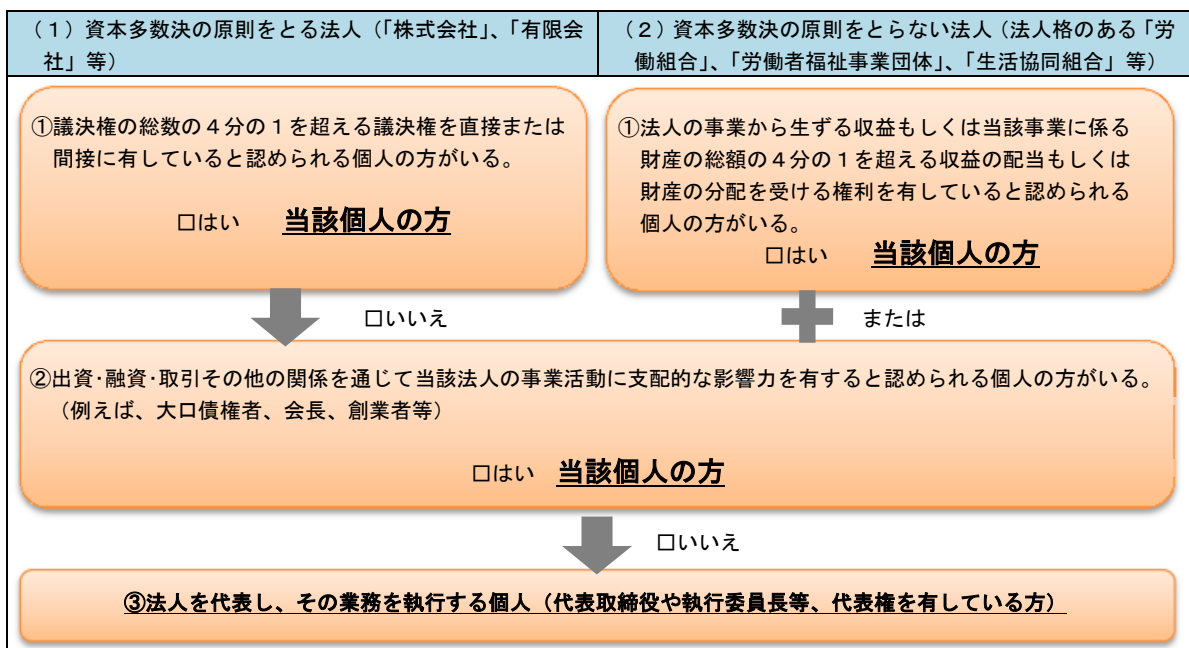 （１）資本多数決の原則をとる法人（「株式会社」、「有限会
社」等）
（２）資本多数決の原則をとらない法人（法人格のある「労
働組合」、「労働者福祉事業団体」、「生活協同組合」等）
①議決権の総数の４分の１を超える議決権を直接または
間接に有していると認められる個人の方がいる。
□はい　当該個人の方
①法人の事業から生ずる収益もしくは当該事業に係る
財産の総額の４分の１を超える収益の配当もしくは
財産の分配を受ける権利を有していると認められる
個人の方がいる。
□はい　当該個人の方
□いいえ
または
②出資・融資・取引その他の関係を通じて当該法人の事業活動に支配的な影響力を有すると認められる個人の方がいる。
（例えば、大口債権者、会長、創業者等）
□はい　当該個人の方
□いいえ
③法人を代表し、その業務を執行する個人（代表取締役や執行委員長等、代表権を有している方）